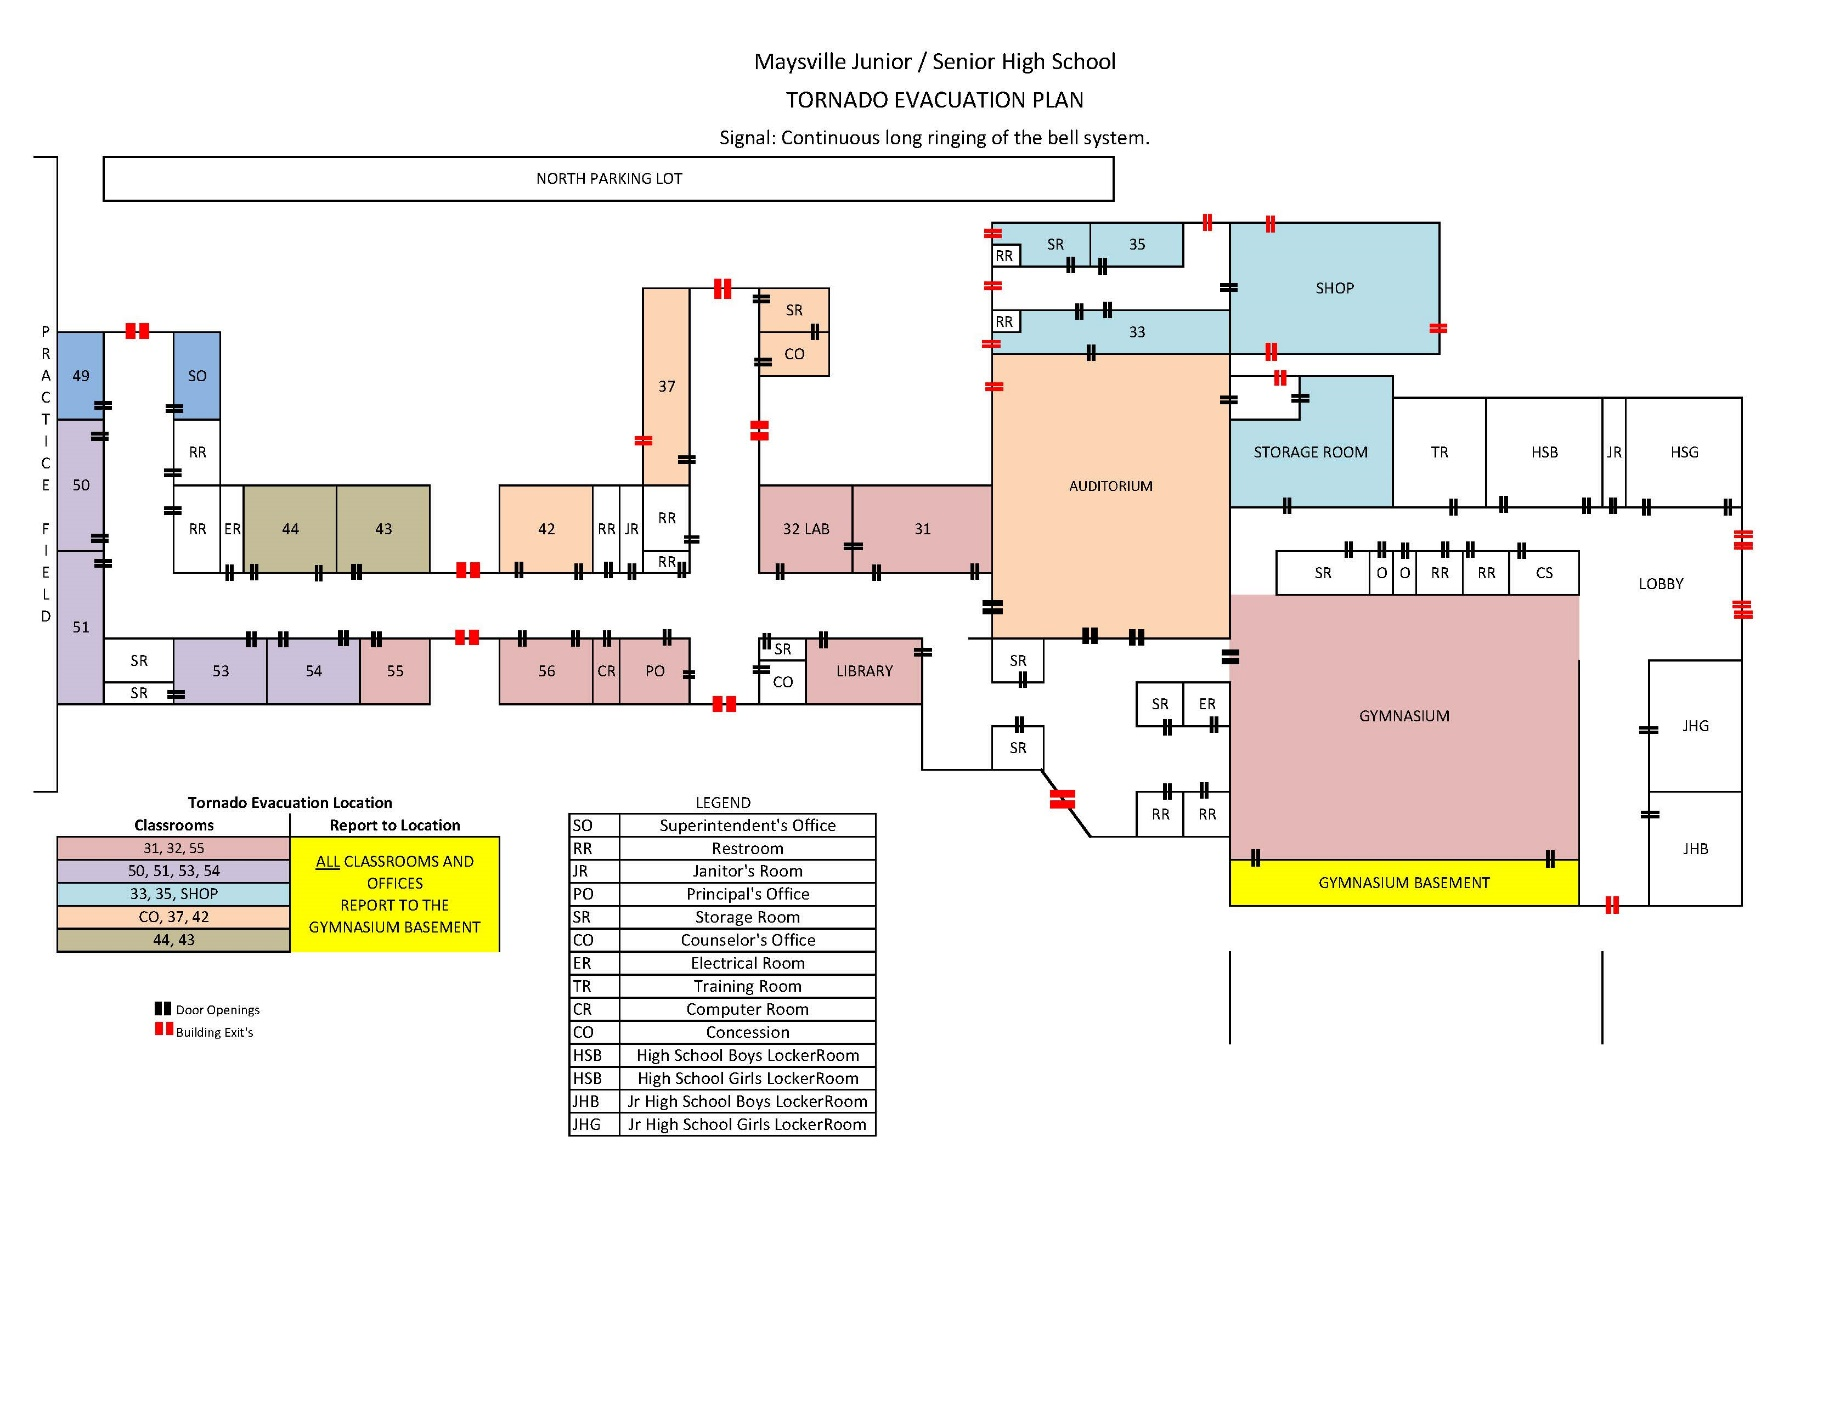 Maysville Junior / Senior High School
TORNADO EVACUATION PLAN
Signal: Continuous long ringing of the bell system.
NORTH PARKING LOT
PRACTICE FIELD
SR
35
RR
SHOP
RR
33
SR
CO
49
SO
37
RR
50
STORAGE ROOM
TR
HSB
JR
HSG
AUDITORIUM
RR
ER
44
43
42
RR
JR
RR
RR
32 LAB
31
SR
O
O
RR
RR
CS
LOBBY
51
SR
SR
53
54
55
56
CR
PO
SR
CO
LIBRARY
SR
SR
ER
GYMNASIUM
JHG
SR
RR
RR
JHB
GYMNASIUM BASEMENT
Tornado Evacuation Location
Classrooms
Report to Location
31, 32, 55
50, 51, 53, 54
33, 35, SHOP
CO, 37, 42
44, 43
ALL CLASSROOMS AND
OFFICES
REPORT TO THE
GYMNASIUM BASEMENT
Door Openings
Building Exit's
LEGEND
SO Superintendent's Office
RR Restroom
JR Janitor's Room
PO Principal's Office
SR Storage Room
CO Counselor's Office
ER Electrical Room
TR Training Room
CR Computer Room
CO Concession
HSB High School Boys LockerRoom
HSB High School Girls LockerRoom
JHB Jr High School Boys LockerRoom
JHG Jr High School Girls LockerRoom